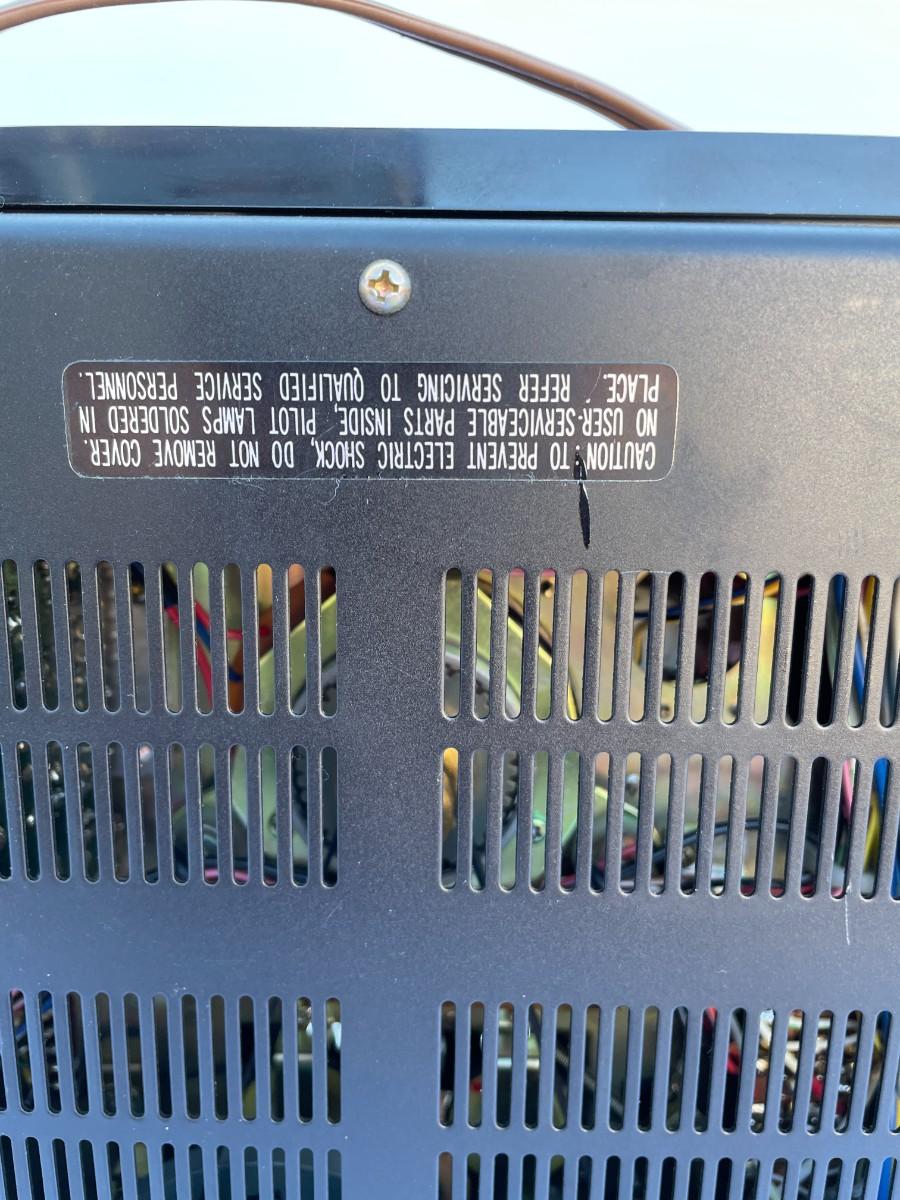 CAUTION: TO PREVENT ELECTRIC SHOCK, DO NOT REMOVE COVER.
NO USER-SERVICEABLE PARTS INSIDE, PILOT LAMPS SOLDERED IN
PLACE. REFER SERVICING TO QUALIFIED SERVICE PERSONNEL.